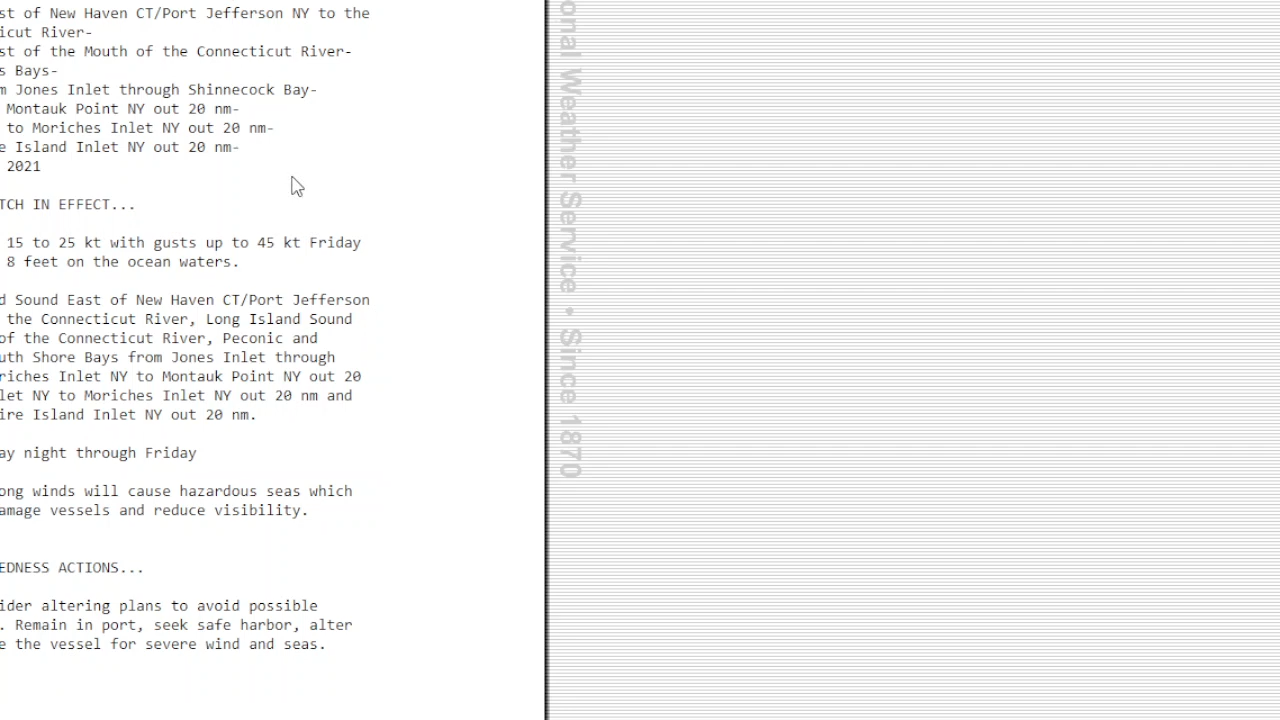 st of New Haven CT/Port Jefferson NY to the
icut River-
st of the Mouth of the Connecticut River-
s Bays-
m Jones Inlet through Shinnecock Bay-
Montauk Point NY out 20 nm-
to Moriches Inlet NY out 20 nm-
e Island Inlet NY out 20 nm-
2021
TCH IN EFFECT...
15 to 25 kt with gusts up to 45 kt Friday
8 feet on the ocean waters.
d Sound East of New Haven CT/Port Jefferson
the Connecticut River, Long Island Sound
of the Connecticut River, Peconic and
uth Shore Bays from Jones Inlet through
riches Inlet NY to Montauk Point NY out 20
let NY to Moriches Inlet NY out 20 nm and
ire Island Inlet NY out 20 nm.
ay night through Friday
ong winds will cause hazardous seas which
amage vessels and reduce visibility.
EDNESS ACTIONS...
ider altering plans to avoid possible
. Remain in port, seek safe harbor, alter
e the vessel for severe wind and seas.
onal Weather Service • Since 1870